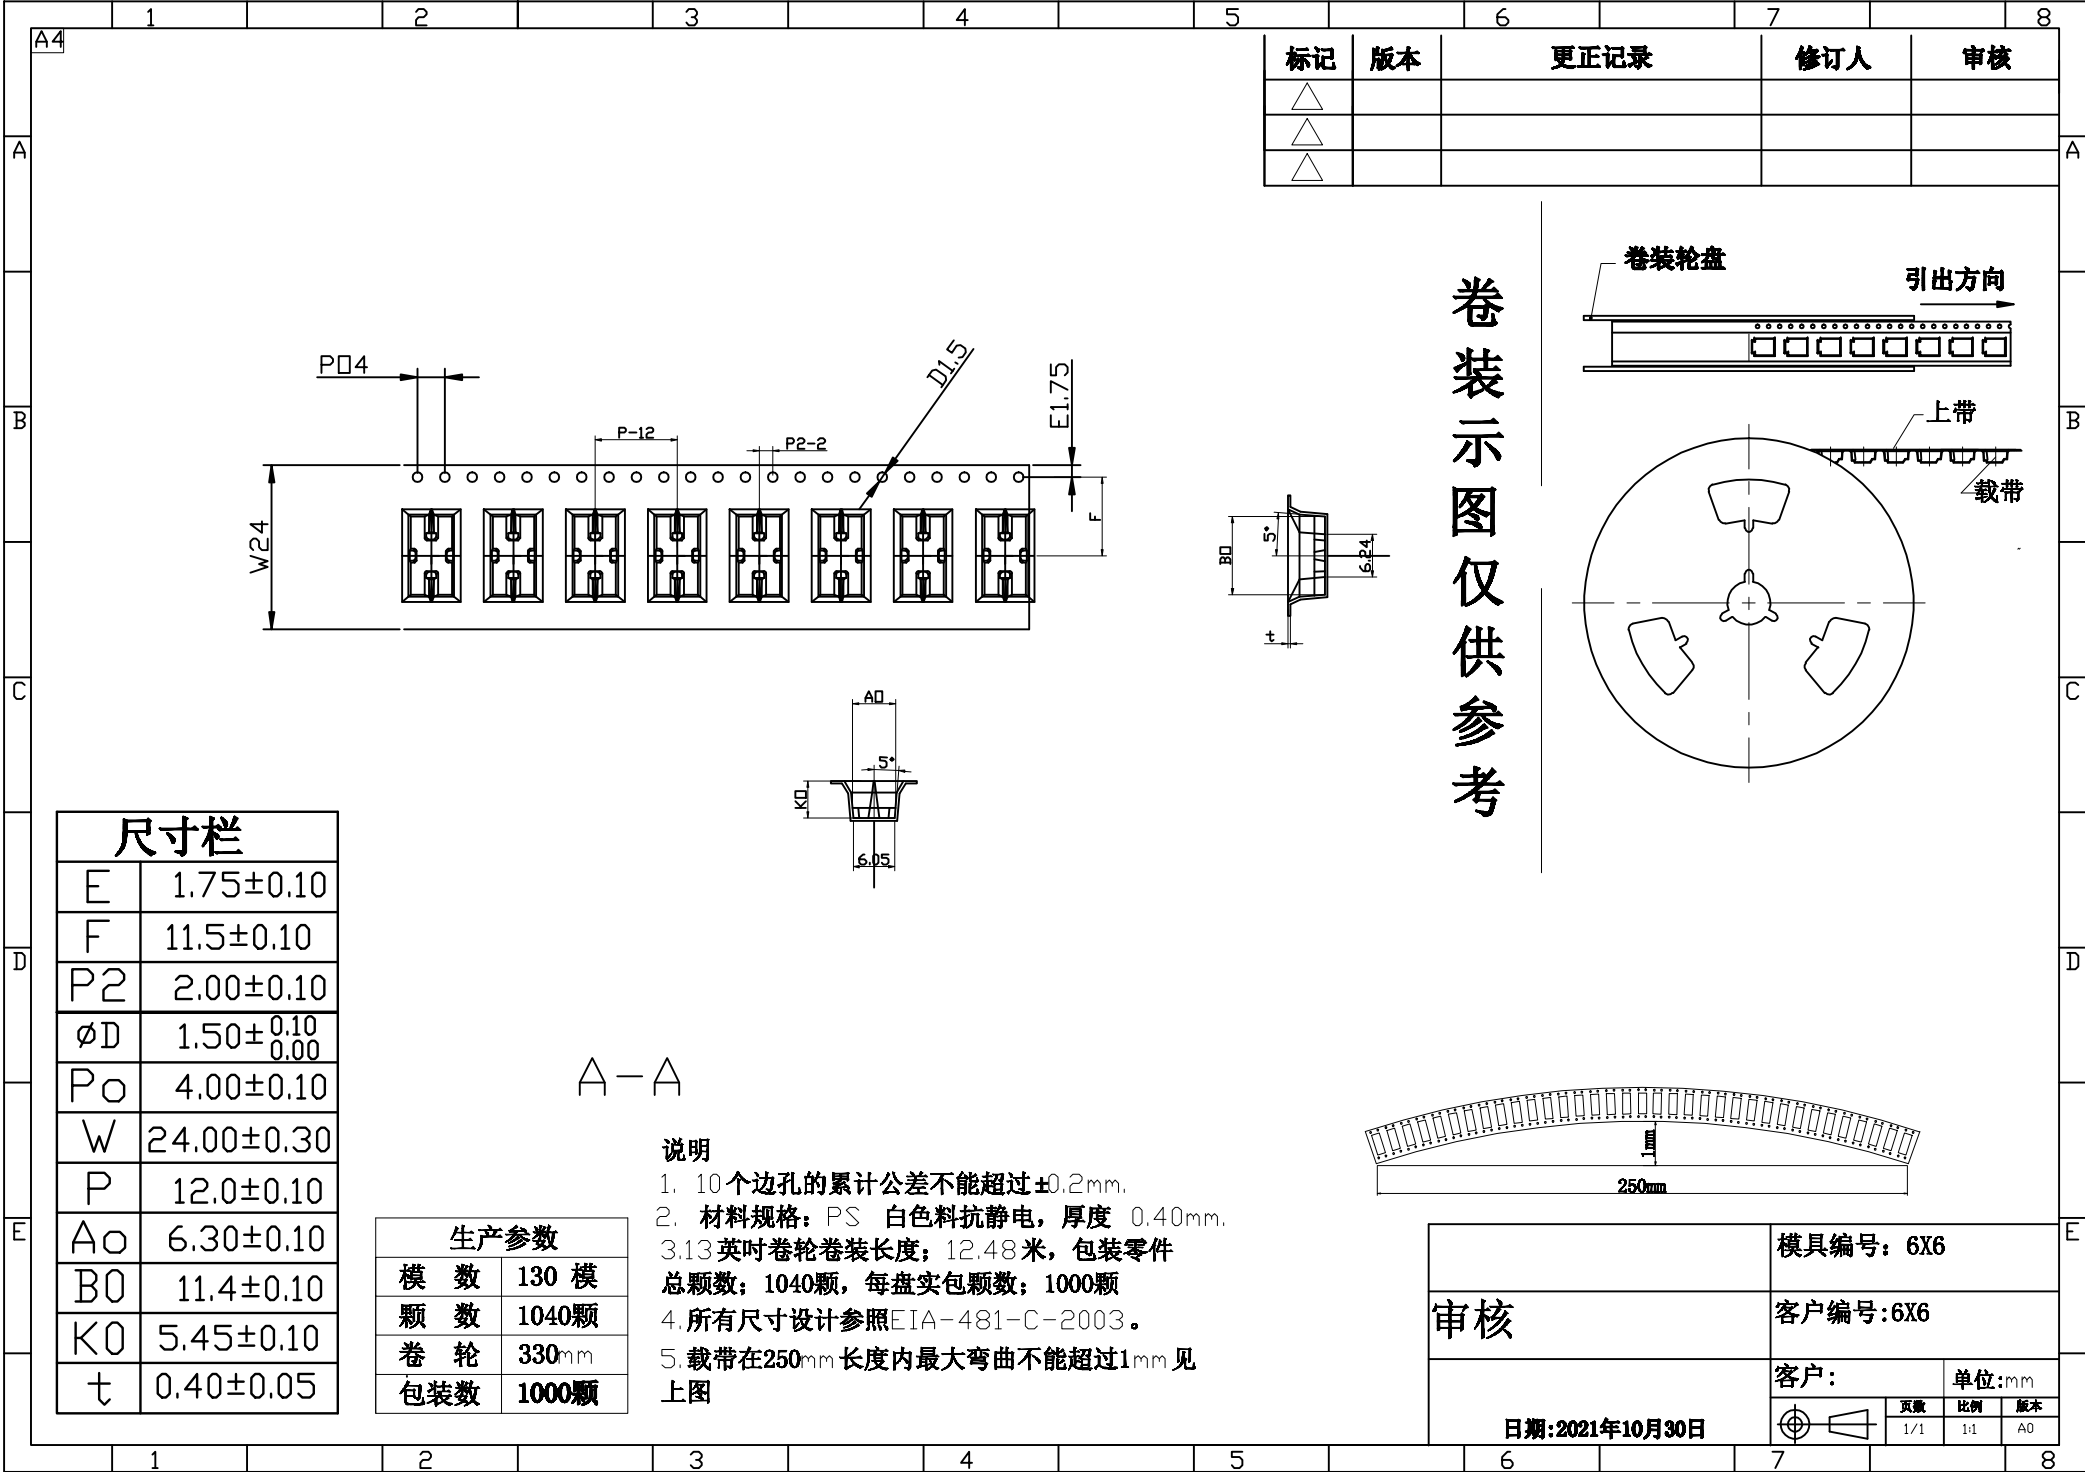 1 2 3 4 5 6 7 8
A4
标记 版本 更正记录 修订人 审核
A A
B B
C C
D D
E E
卷装轮盘
引出方向
上带
载带
卷装示图仅供参考
PO4
P-12
P2-2
D1.5
E1.75
W24
F
BO
5°
6.24
t
AO
5°
KO
6.05
尺寸栏
E 1.75±0.10
F 11.5±0.10
P2 2.00±0.10
ØD 1.50± 0.10 0.00
Po 4.00±0.10
W 24.00±0.30
P 12.0±0.10
Ao 6.30±0.10
B0 11.4±0.10
K0 5.45±0.10
t 0.40±0.05
A-A
生产参数
模 数 130 模
颗 数 1040颗
卷 轮 330mm
包装数 1000颗
说明
1. 10个边孔的累计公差不能超过±0.2mm.
2. 材料规格: PS 白色料抗静电，厚度 0.40mm.
3.13英吋卷轮卷装长度；12.48米，包装零件
总颗数；1040颗，每盘实包颗数；1000颗
4.所有尺寸设计参照EIA-481-C-2003。
5.载带在250mm长度内最大弯曲不能超过1mm见
上图
1mm
250mm
模具编号: 6X6
审核
客户编号:6X6
客户:
单位:mm
日期:2021年10月30日
页数 比例 版本
1/1 1:1 A0
1 2 3 4 5 6 7 8